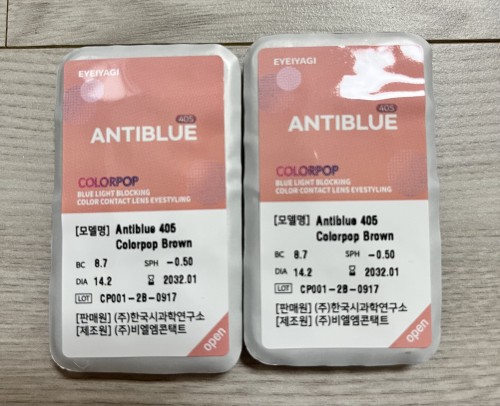 EYEIYAGI
405
ANTIBLUE
COLORPOP
BLUE LIGHT BLOCKING
COLOR CONTACT LENS EYESTYLING
[모델명] Antiblue 405
Colorpop Brown
BC 8.7 SPH -0.50
DIA 14.2 2032.01
LOT CP001-2B-0917
[판매원] (주)한국시과학연구소
[제조원] (주)비엘엠콘택트
open
EYEIYAGI
405
ANTIBLUE
COLORPOP
BLUE LIGHT BLOCKING
COLOR CONTACT LENS EYESTYLING
[모델명] Antiblue 405
Colorpop Brown
BC 8.7 SPH -0.50
DIA 14.2 2032.01
LOT CP001-2B-0917
[판매원] (주)한국시과학연구소
[제조원] (주)비엘엠콘택트
open